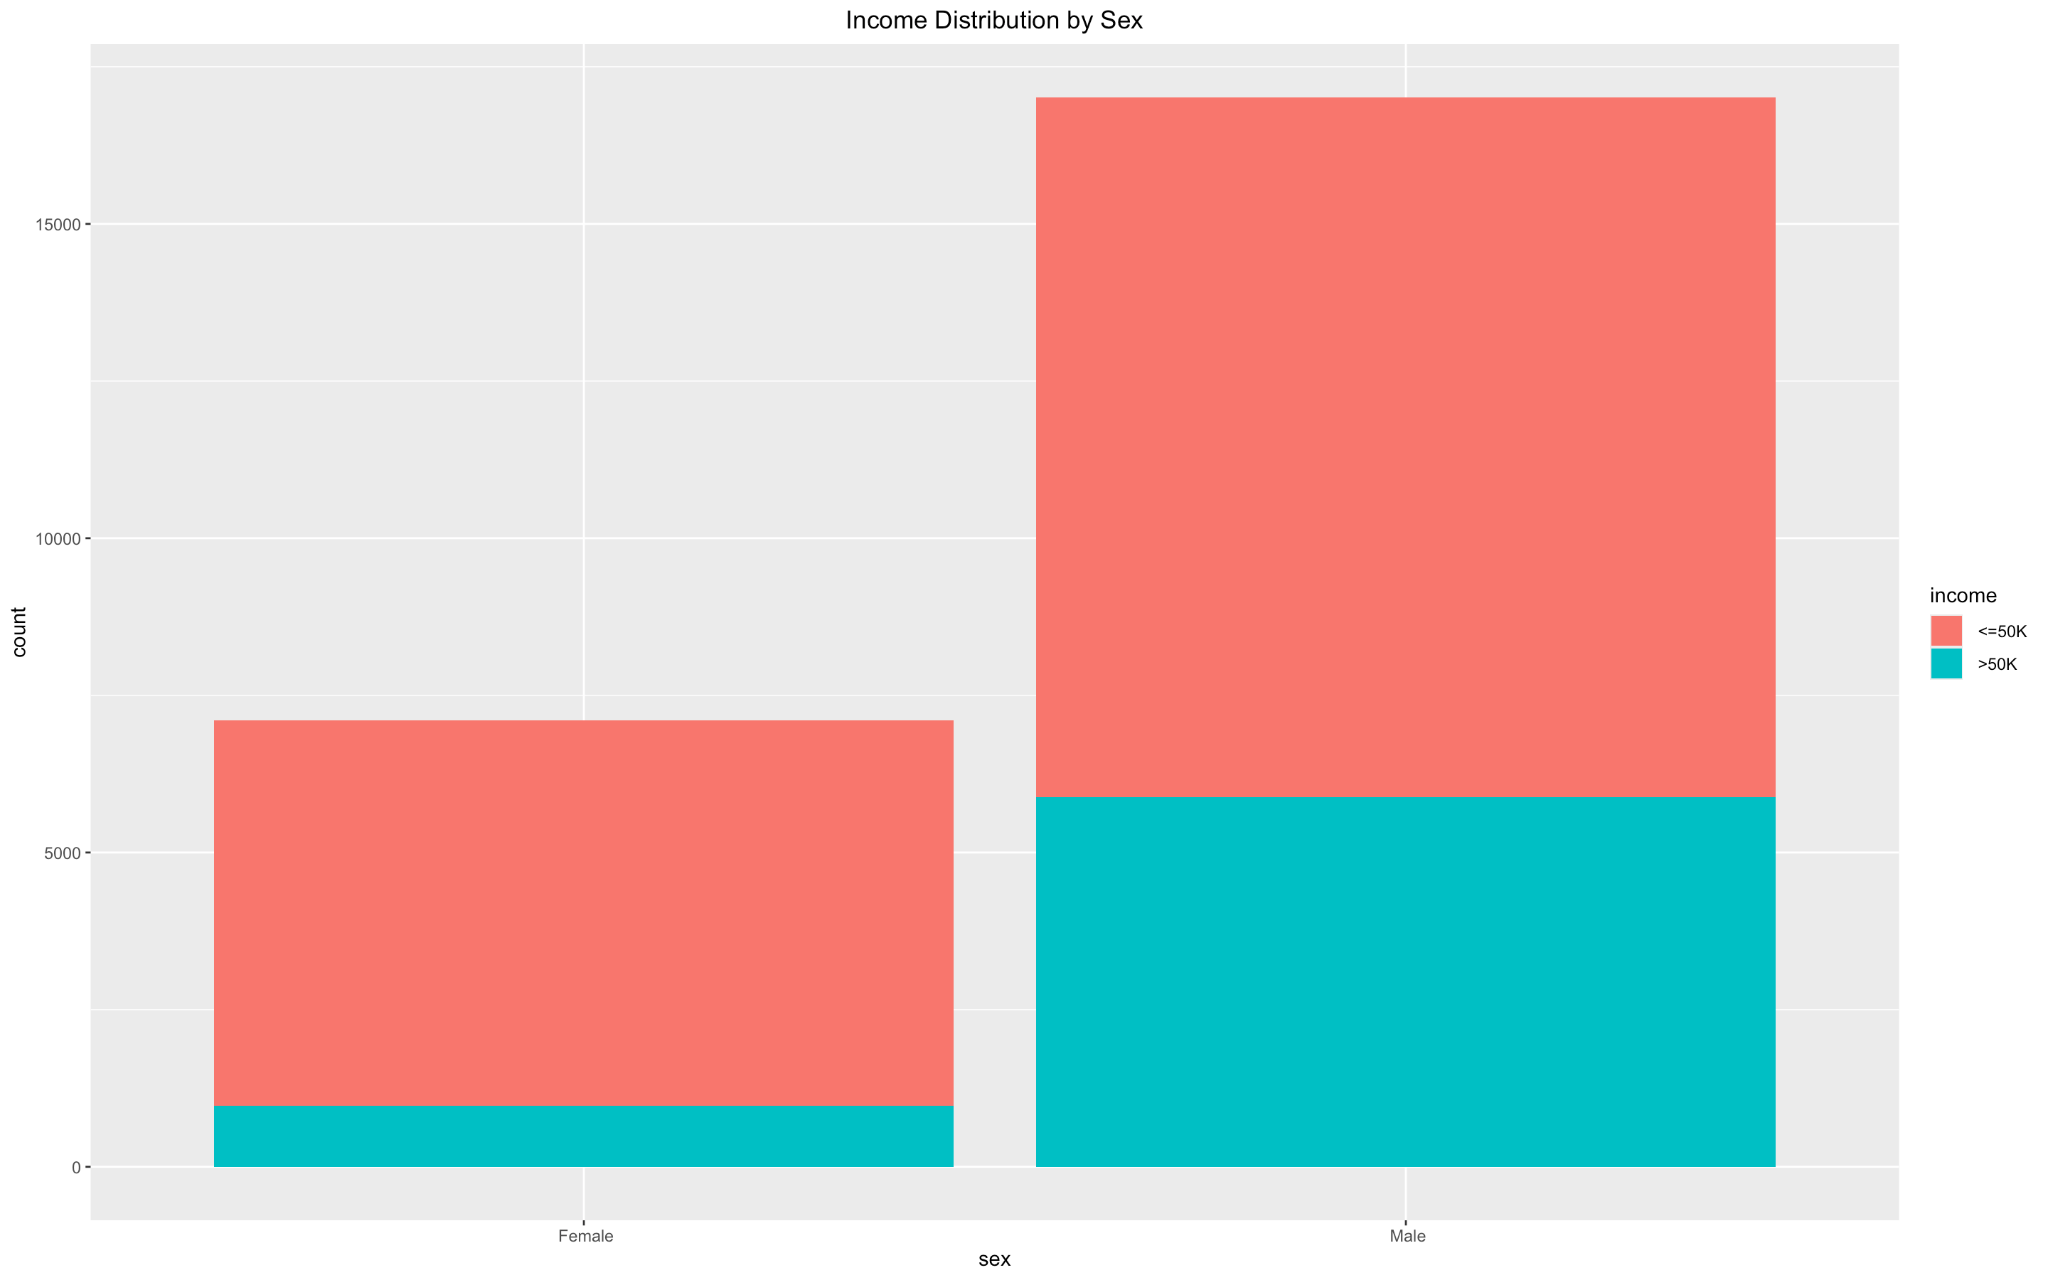 Income Distribution by Sex
count
15000
10000
5000
0
Female
Male
sex
income
<=50K
>50K